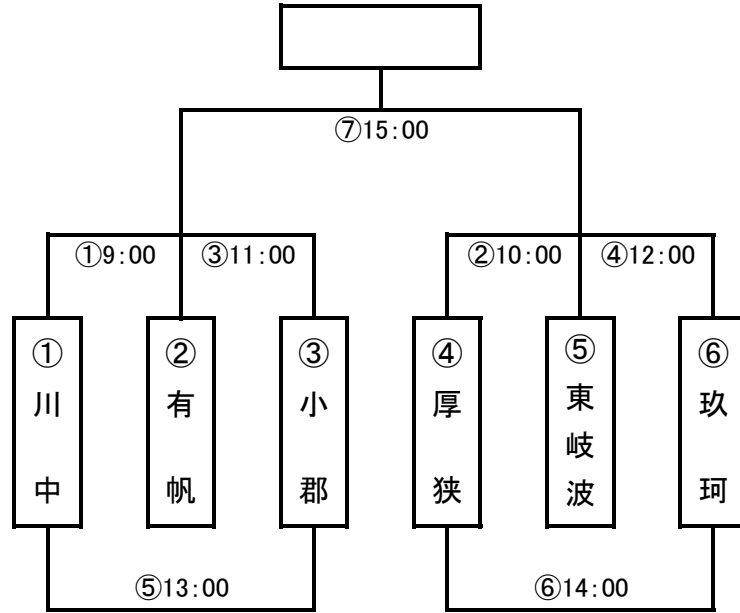 ⑦15:00
①9:00
③11:00
②10:00
④12:00
①川中
②有帆
③小郡
④厚狭
⑤東岐波
⑥玖珂
⑤13:00
⑥14:00